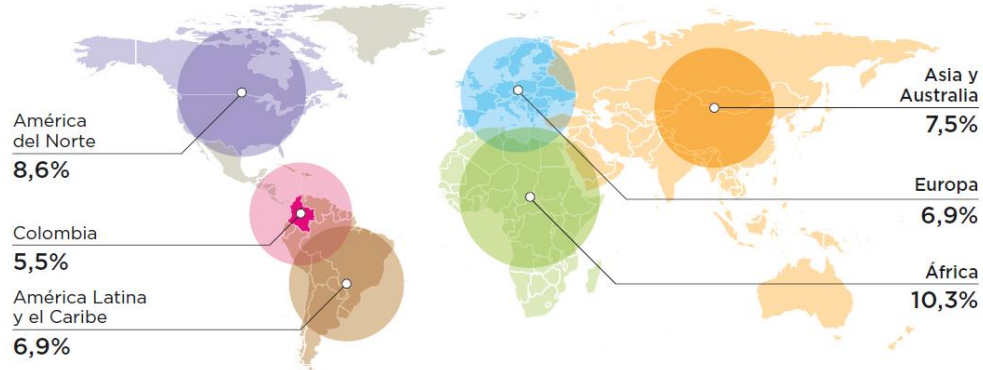 América
del Norte
8,6%
Colombia
5,5%
América Latina
y el Caribe
6,9%
Asia y
Australia
7,5%
Europa
6,9%
África
10,3%